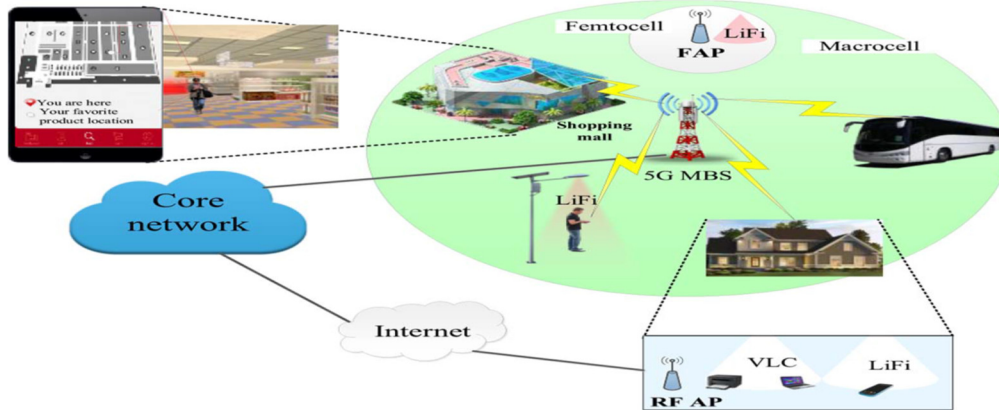 Femtocell
LiFi
FAP
Macrocell
You are here
Your favorite
product location
Shopping
mall
5G MBS
Core
network
LiFi
Internet
VLC
LiFi
RF AP